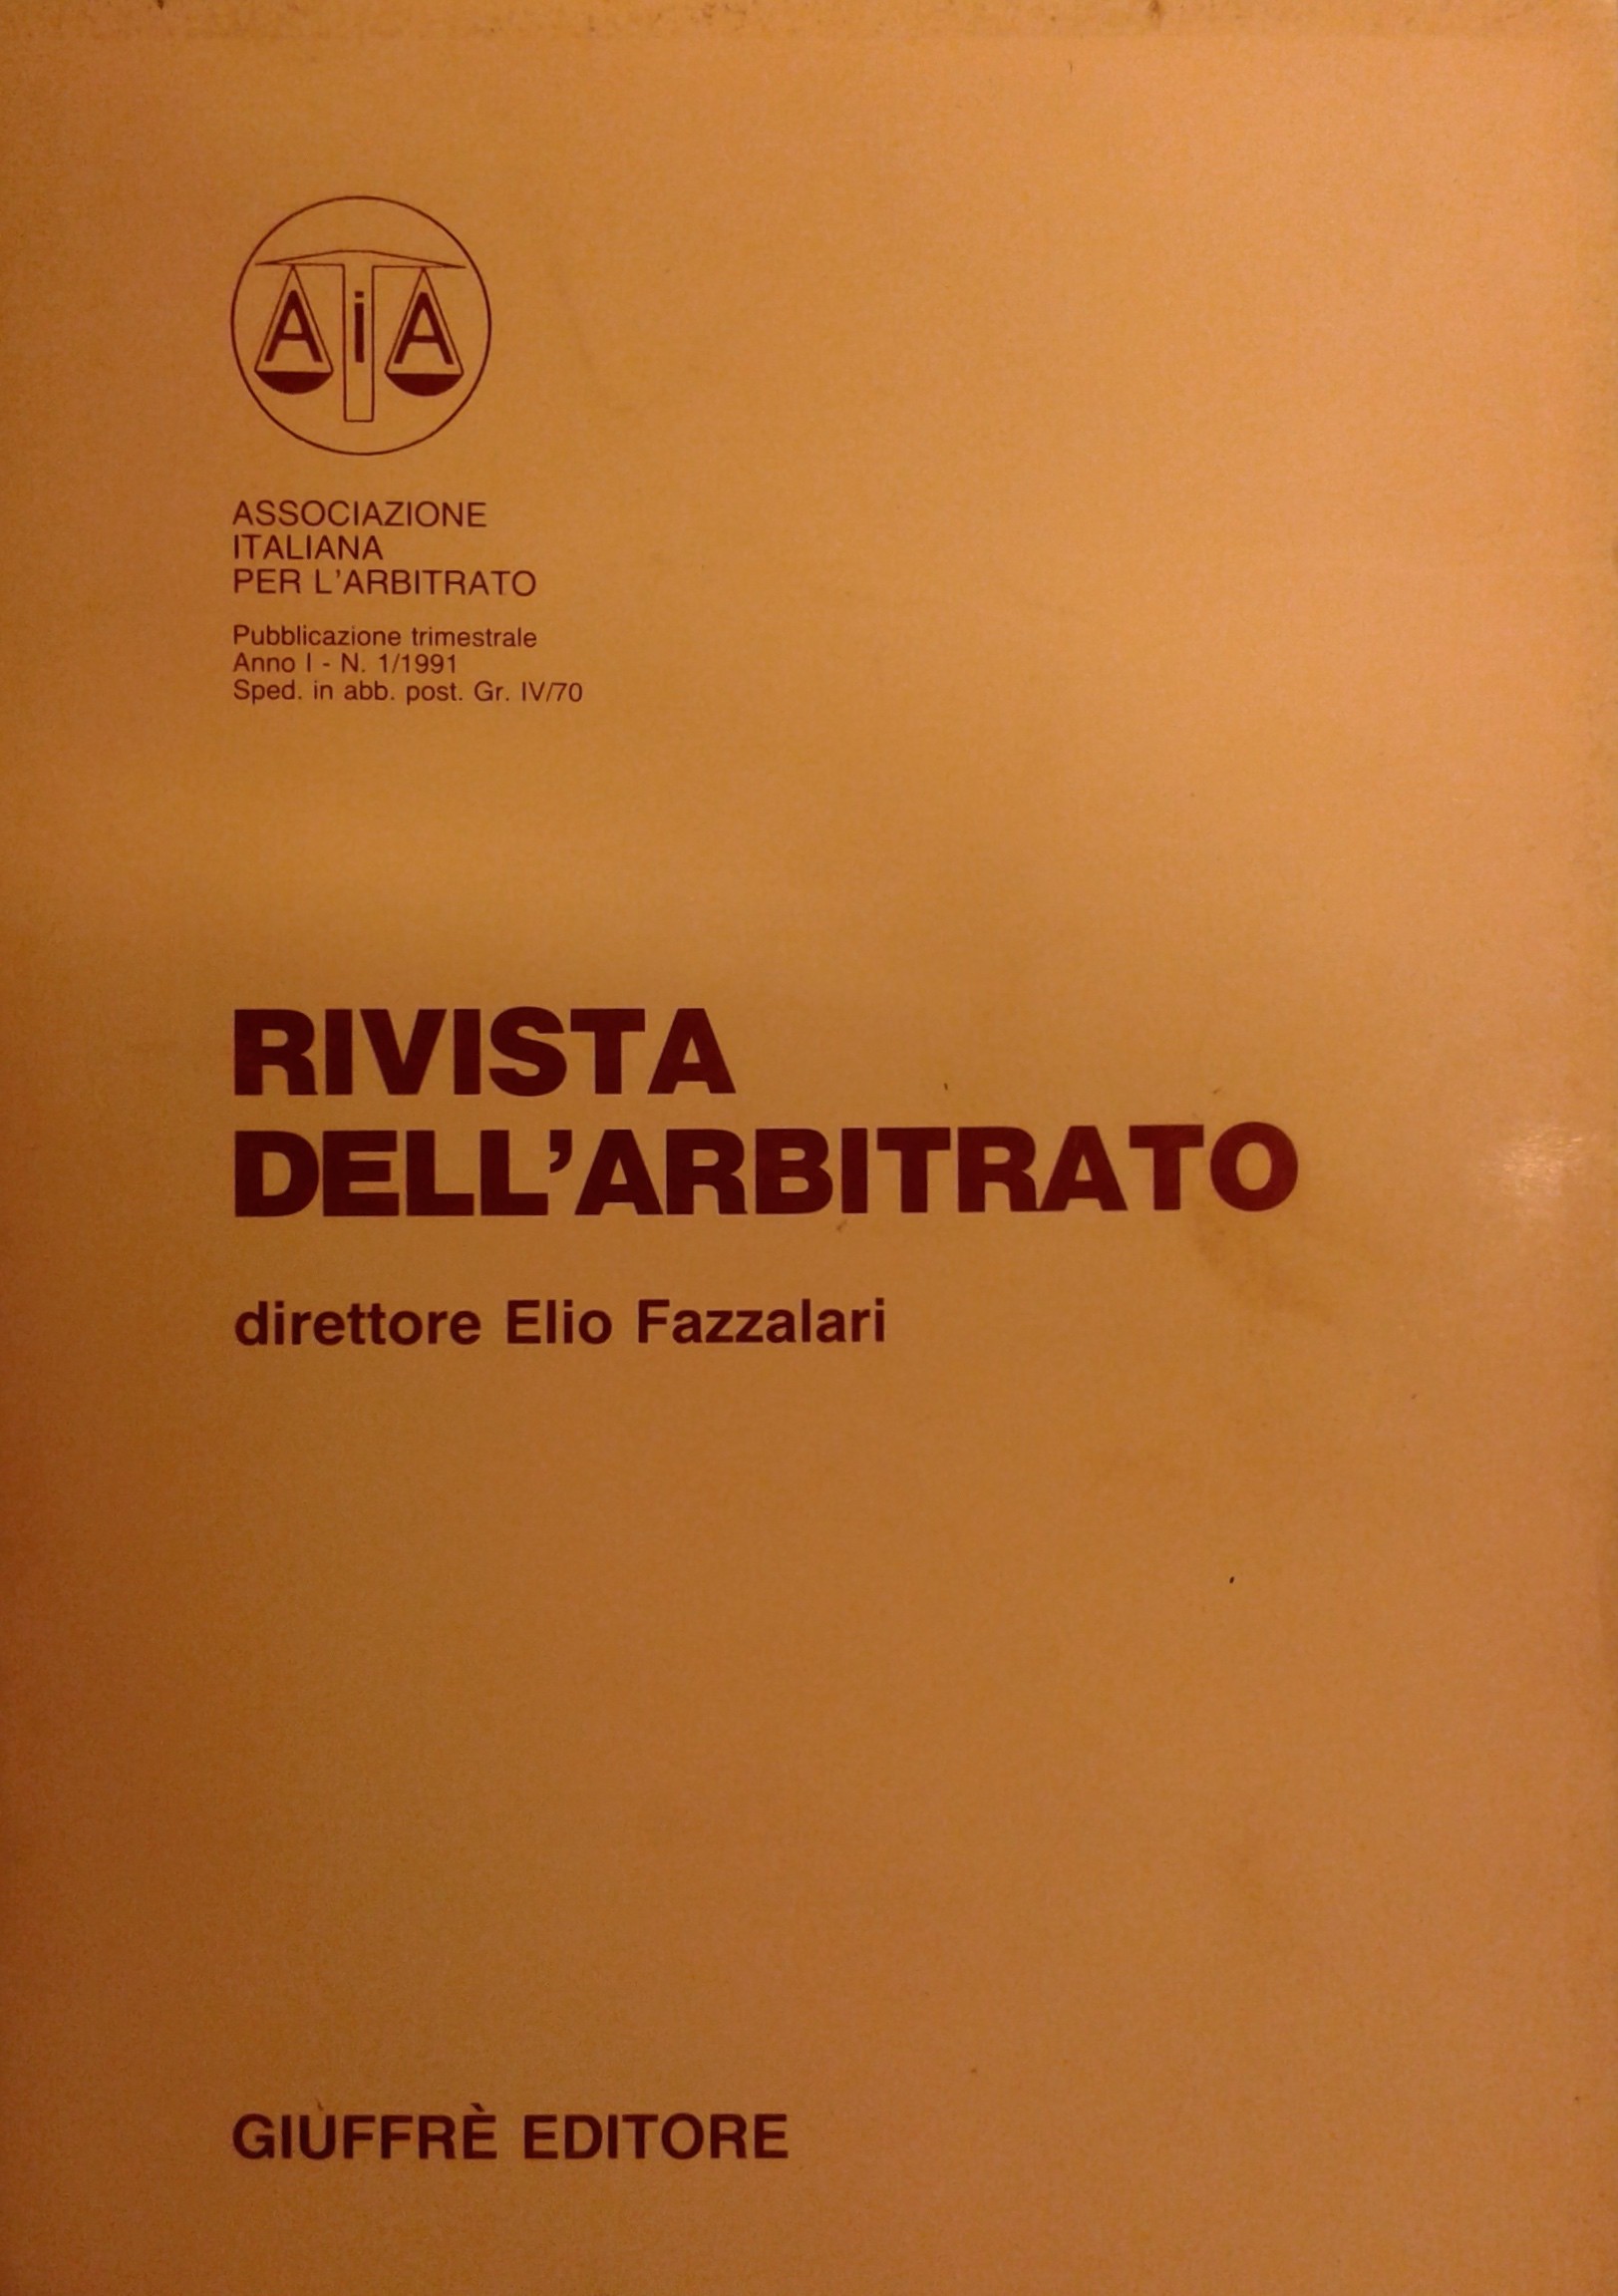 AiA
ASSOCIAZIONE
ITALIANA
PER L'ARBITRATO
Pubblicazione trimestrale
Anno I - N. 1/1991
Sped. in abb. post. Gr. IV/70
RIVISTA
DELL'ARBITRATO
direttore Elio Fazzalari
GIUFFRÈ EDITORE